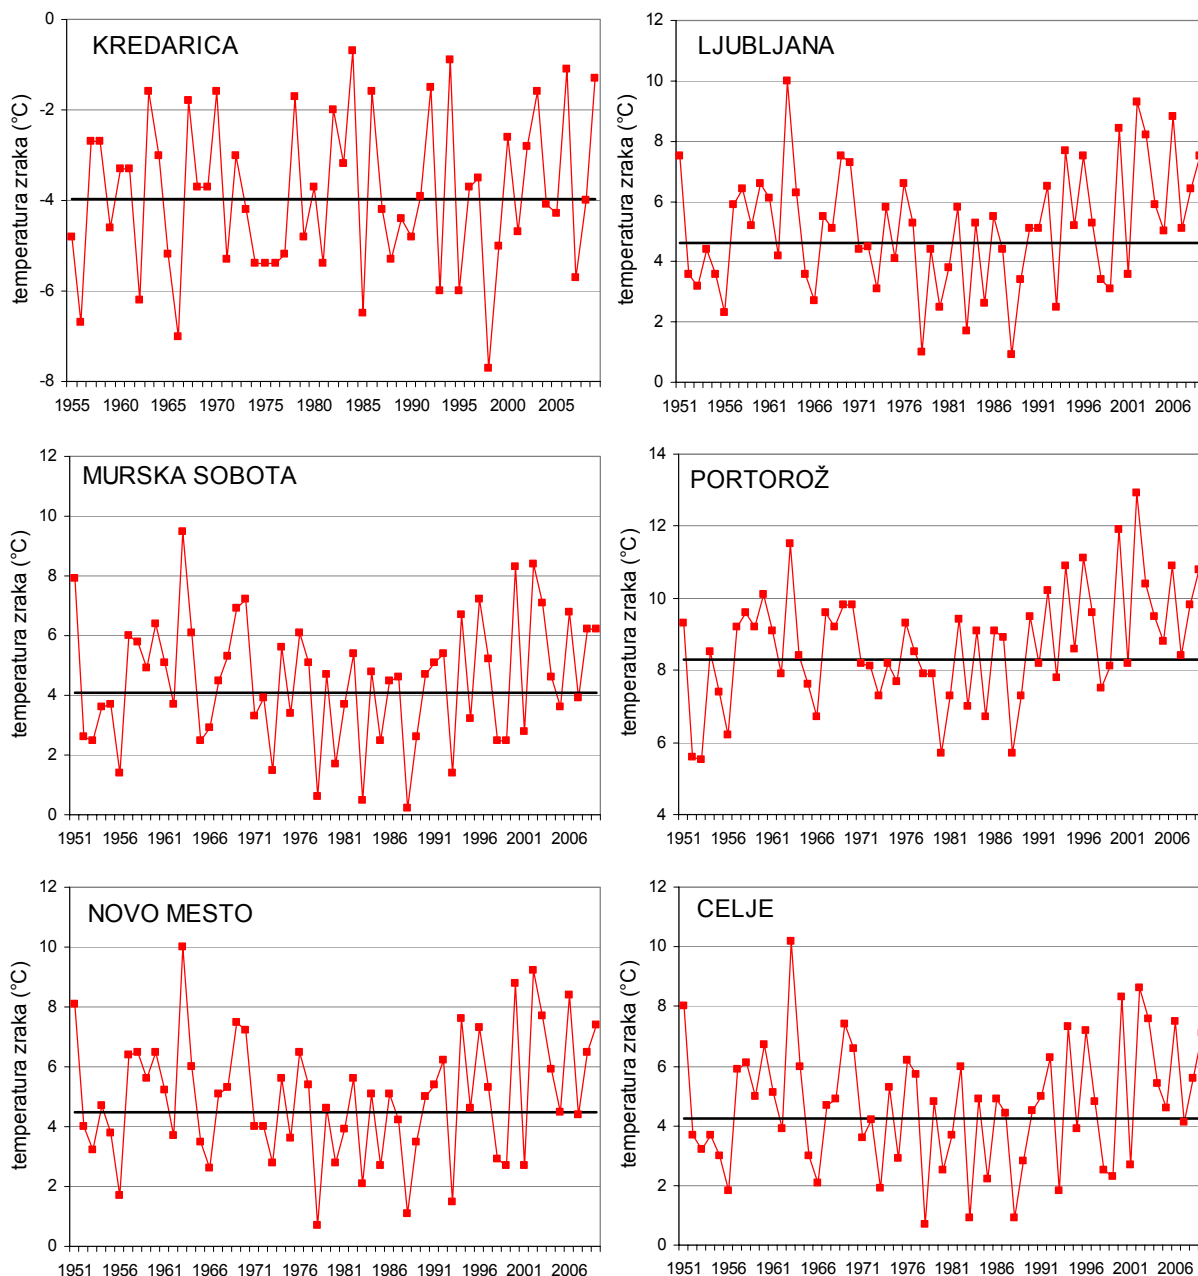 KREDARICA
temperatura zraka (°C)
0
-2
-4
-6
-8
1955 1960 1965 1970 1975 1980 1985 1990 1995 2000 2005
LJUBLJANA
temperatura zraka (°C)
12
10
8
6
4
2
0
1951 1956 1961 1966 1971 1976 1981 1986 1991 1996 2001 2006
MURSKA SOBOTA
temperatura zraka (°C)
12
10
8
6
4
2
0
1951 1956 1961 1966 1971 1976 1981 1986 1991 1996 2001 2006
PORTOROŽ
temperatura zraka (°C)
14
12
10
8
6
4
1951 1956 1961 1966 1971 1976 1981 1986 1991 1996 2001 2006
NOVO MESTO
temperatura zraka (°C)
12
10
8
6
4
2
0
1951 1956 1961 1966 1971 1976 1981 1986 1991 1996 2001 2006
CELJE
temperatura zraka (°C)
12
10
8
6
4
2
0
1951 1956 1961 1966 1971 1976 1981 1986 1991 1996 2001 2006